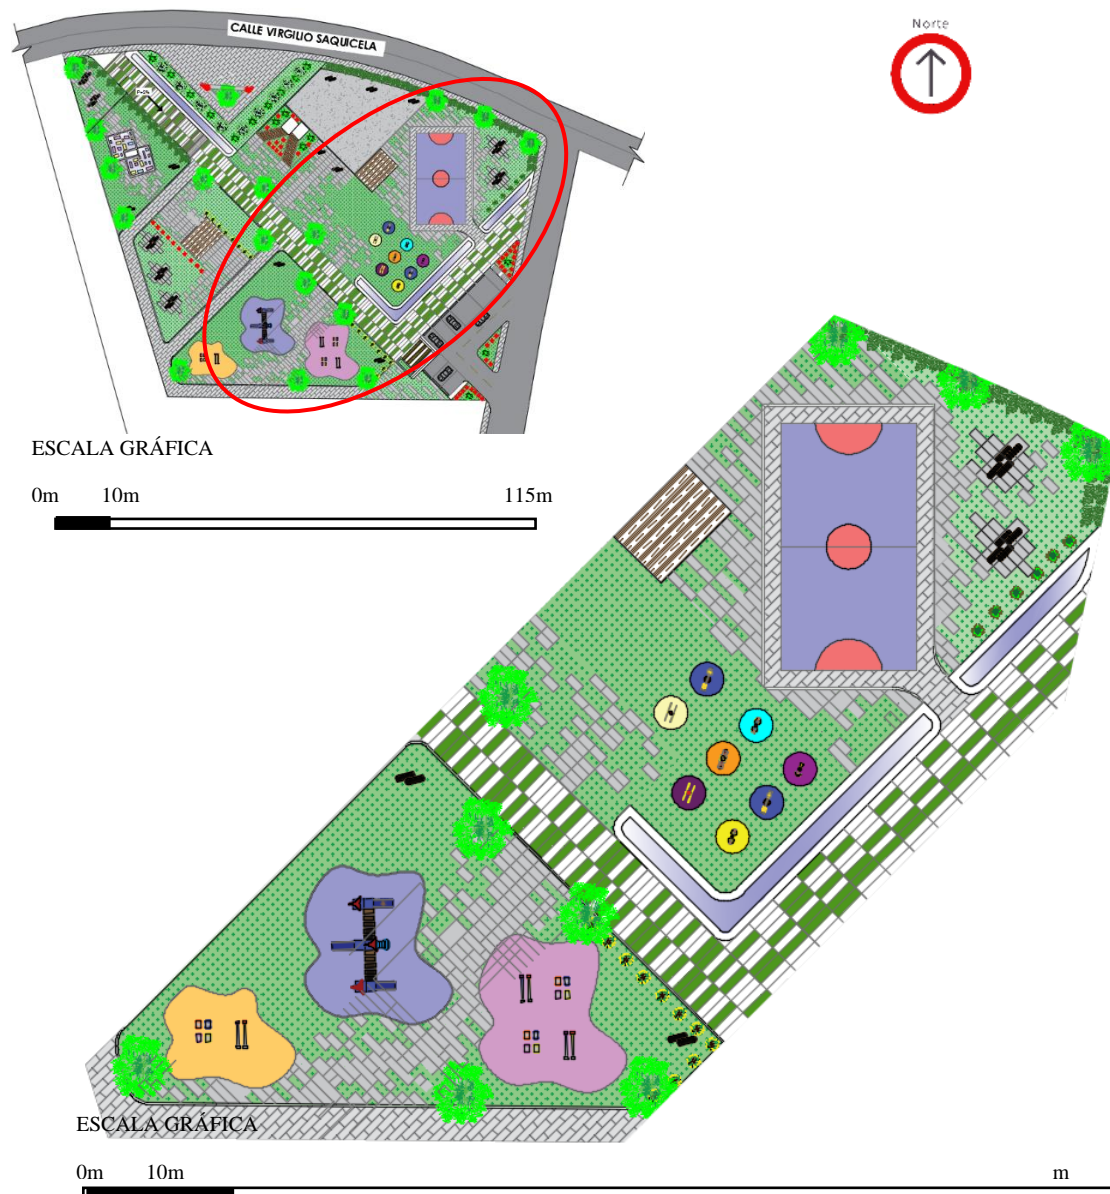 Norte
CALLE VIRGILIO SAQUICELA
ESCALA GRÁFICA
0m 10m 115m
ESCALA GRÁFICA
0m 10m m